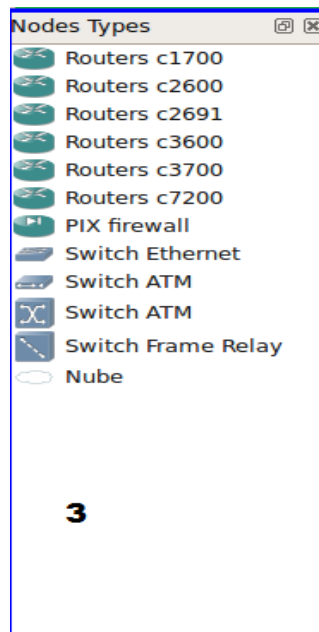 Nodes Types
Routers c1700
Routers c2600
Routers c2691
Routers c3600
Routers c3700
Routers c7200
PIX firewall
Switch Ethernet
Switch ATM
Switch ATM
Switch Frame Relay
Nube
3